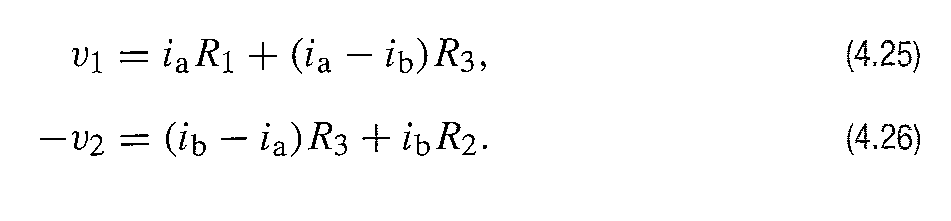 v₁ = iₐR₁ + (iₐ − i_b)R₃, (4.25)
−v₂ = (i_b − iₐ)R₃ + i_bR₂. (4.26)